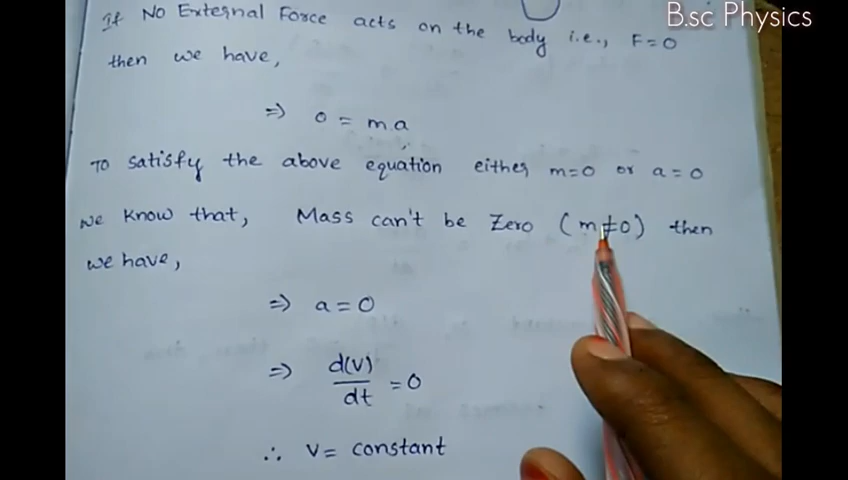 B.sc Physics
If No External Force acts on the body i.e., F=0
then we have,
⇒ 0 = ma
To satisfy the above equation either m=0 or a=0
we know that, Mass can't be Zero (m≠0) then
we have,
⇒ a=0
⇒ d(v)/dt = 0
∴ v= constant